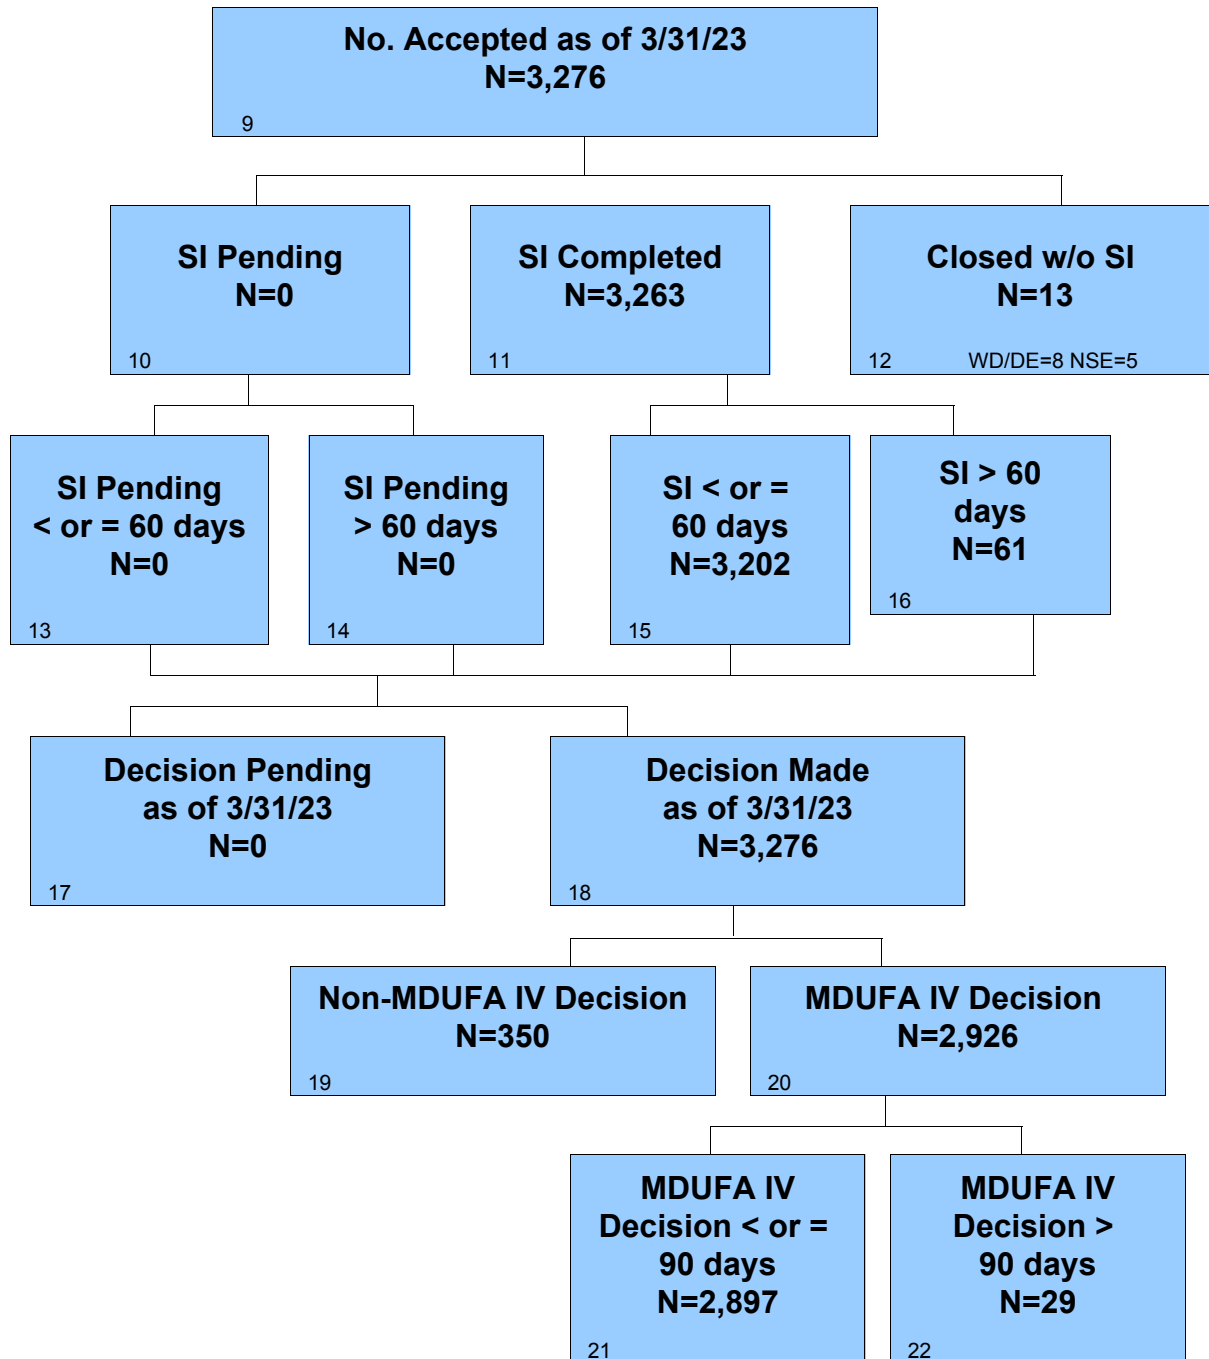 No. Accepted as of 3/31/23
N=3,276
9
SI Pending
N=0
10
SI Completed
N=3,263
11
Closed w/o SI
N=13
12 WD/DE=8 NSE=5
SI Pending
< or = 60 days
N=0
13
SI Pending
> 60 days
N=0
14
SI < or =
60 days
N=3,202
15
SI > 60
days
N=61
16
Decision Pending
as of 3/31/23
N=0
17
Decision Made
as of 3/31/23
N=3,276
18
Non-MDUFA IV Decision
N=350
19
MDUFA IV Decision
N=2,926
20
MDUFA IV
Decision < or =
90 days
N=2,897
21
MDUFA IV
Decision >
90 days
N=29
22